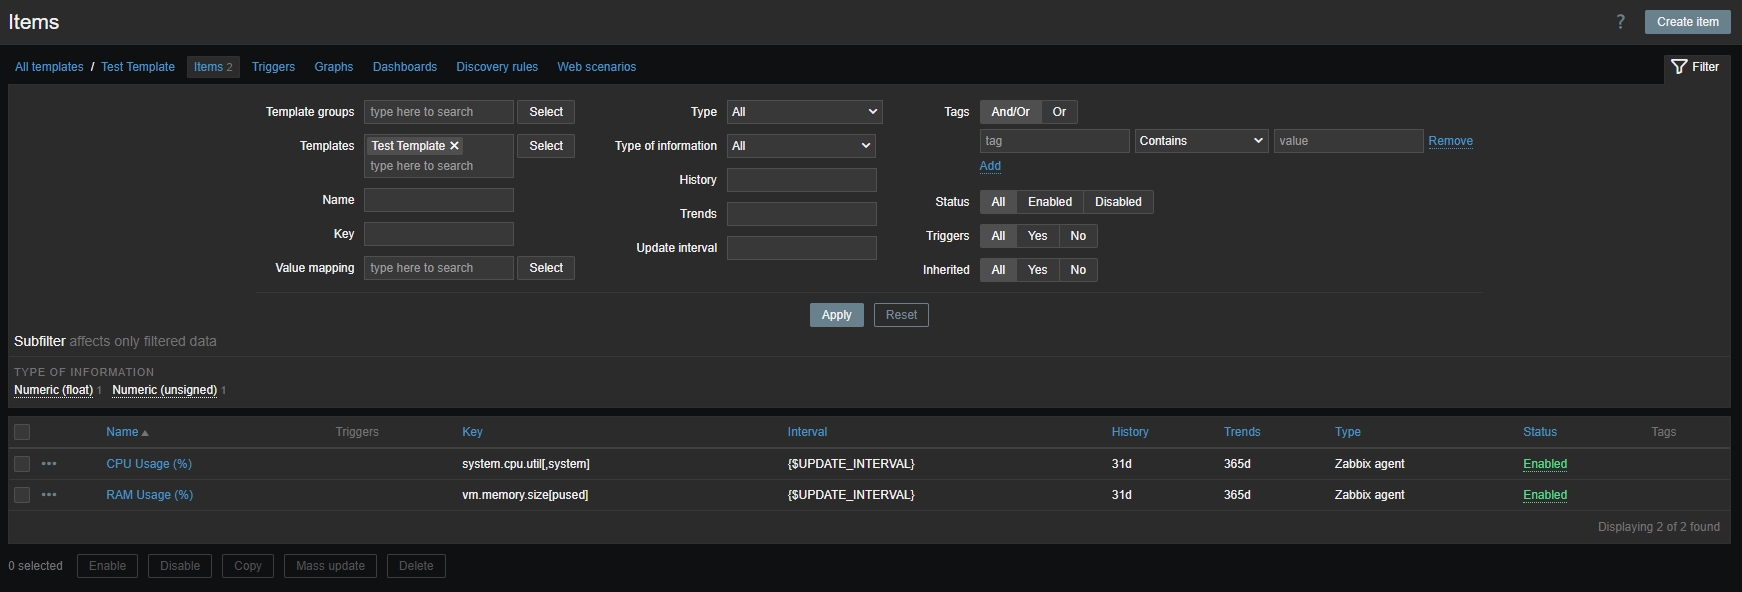 Items
? Create item
All templates / Test Template Items 2 Triggers Graphs Dashboards Discovery rules Web scenarios Filter
Template groups type here to search Select Type All Tags And/Or Or
Templates Test Template ✕ Select Type of information All tag Contains value Remove
type here to search Add
History
Name Status All Enabled Disabled
Trends
Key Triggers All Yes No
Update interval
Value mapping type here to search Select Inherited All Yes No
Apply Reset
Subfilter affects only filtered data
TYPE OF INFORMATION
Numeric (float) 1 Numeric (unsigned) 1
Name ▲ Triggers Key Interval History Trends Type Status Tags
••• CPU Usage (%) system.cpu.util[,system] {$UPDATE_INTERVAL} 31d 365d Zabbix agent Enabled
••• RAM Usage (%) vm.memory.size[pused] {$UPDATE_INTERVAL} 31d 365d Zabbix agent Enabled
Displaying 2 of 2 found
0 selected Enable Disable Copy Mass update Delete